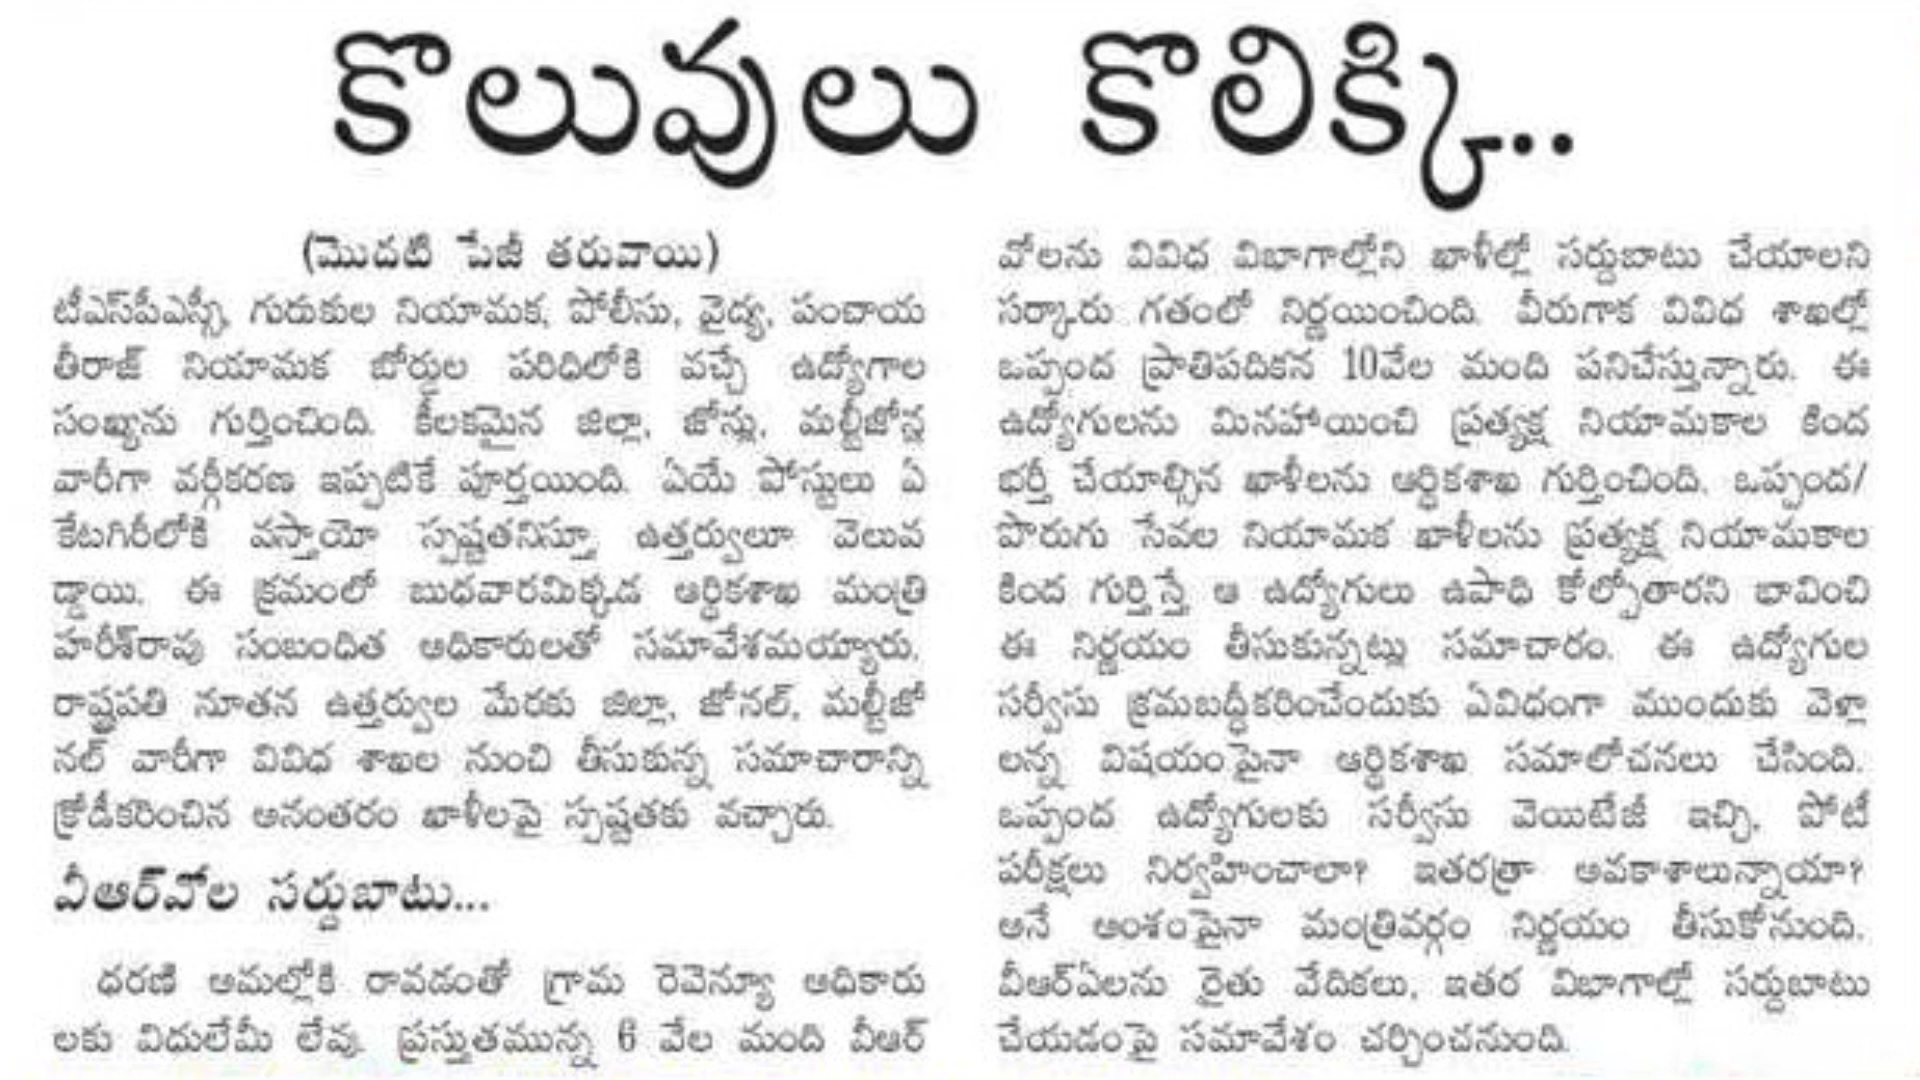 కొలువులు కొలిక్కి..
(మొదటి పేజీ తరువాయి)
టీఎస్‌పీఎస్సీ, గురుకుల నియామక, పోలీసు, వైద్య, పంచాయ
తీరాజ్ నియామక బోర్డుల పరిధిలోకి వచ్చే ఉద్యోగాల
సంఖ్యను గుర్తించింది. కీలకమైన జిల్లా, జోన్లు, మల్టీజోన్ల
వారీగా వర్గీకరణ ఇప్పటికే పూర్తయింది. ఏయే పోస్టులు ఏ
కేటగిరీలోకి వస్తాయో స్పష్టతనిస్తూ ఉత్తర్వులూ వెలువ
డ్డాయి. ఈ క్రమంలో బుధవారమిక్కడ ఆర్థికశాఖ మంత్రి
హరీశ్‌రావు సంబంధిత అధికారులతో సమావేశమయ్యారు.
రాష్ట్రపతి నూతన ఉత్తర్వుల మేరకు జిల్లా, జోనల్, మల్టీజో
నల్ వారీగా వివిధ శాఖల నుంచి తీసుకున్న సమాచారాన్ని
క్రోడీకరించిన అనంతరం ఖాళీలపై స్పష్టతకు వచ్చారు.
వీఆర్‌వోల సర్దుబాటు...
ధరణి అమల్లోకి రావడంతో గ్రామ రెవెన్యూ అధికారు
లకు విధులేమీ లేవు. ప్రస్తుతమున్న 6 వేల మంది వీఆర్
వోలను వివిధ విభాగాల్లోని ఖాళీల్లో సర్దుబాటు చేయాలని
సర్కారు గతంలో నిర్ణయించింది. వీరుగాక వివిధ శాఖల్లో
ఒప్పంద ప్రాతిపదికన 10వేల మంది పనిచేస్తున్నారు. ఈ
ఉద్యోగులను మినహాయించి ప్రత్యక్ష నియామకాల కింద
భర్తీ చేయాల్సిన ఖాళీలను ఆర్థికశాఖ గుర్తించింది. ఒప్పంద/
పొరుగు సేవల నియామక ఖాళీలను ప్రత్యక్ష నియామకాల
కింద గుర్తిస్తే ఆ ఉద్యోగులు ఉపాధి కోల్పోతారని భావించి
ఈ నిర్ణయం తీసుకున్నట్లు సమాచారం. ఈ ఉద్యోగుల
సర్వీసు క్రమబద్ధీకరించేందుకు ఏవిధంగా ముందుకు వెళ్లా
లన్న విషయంపైనా ఆర్థికశాఖ సమాలోచనలు చేసింది.
ఒప్పంద ఉద్యోగులకు సర్వీసు వెయిటేజీ ఇచ్చి, పోటీ
పరీక్షలు నిర్వహించాలా? ఇతరత్రా అవకాశాలున్నాయా?
అనే అంశంపైనా మంత్రివర్గం నిర్ణయం తీసుకోనుంది.
వీఆర్‌ఏలను రైతు వేదికలు, ఇతర విభాగాల్లో సర్దుబాటు
చేయడంపై సమావేశం చర్చించనుంది.